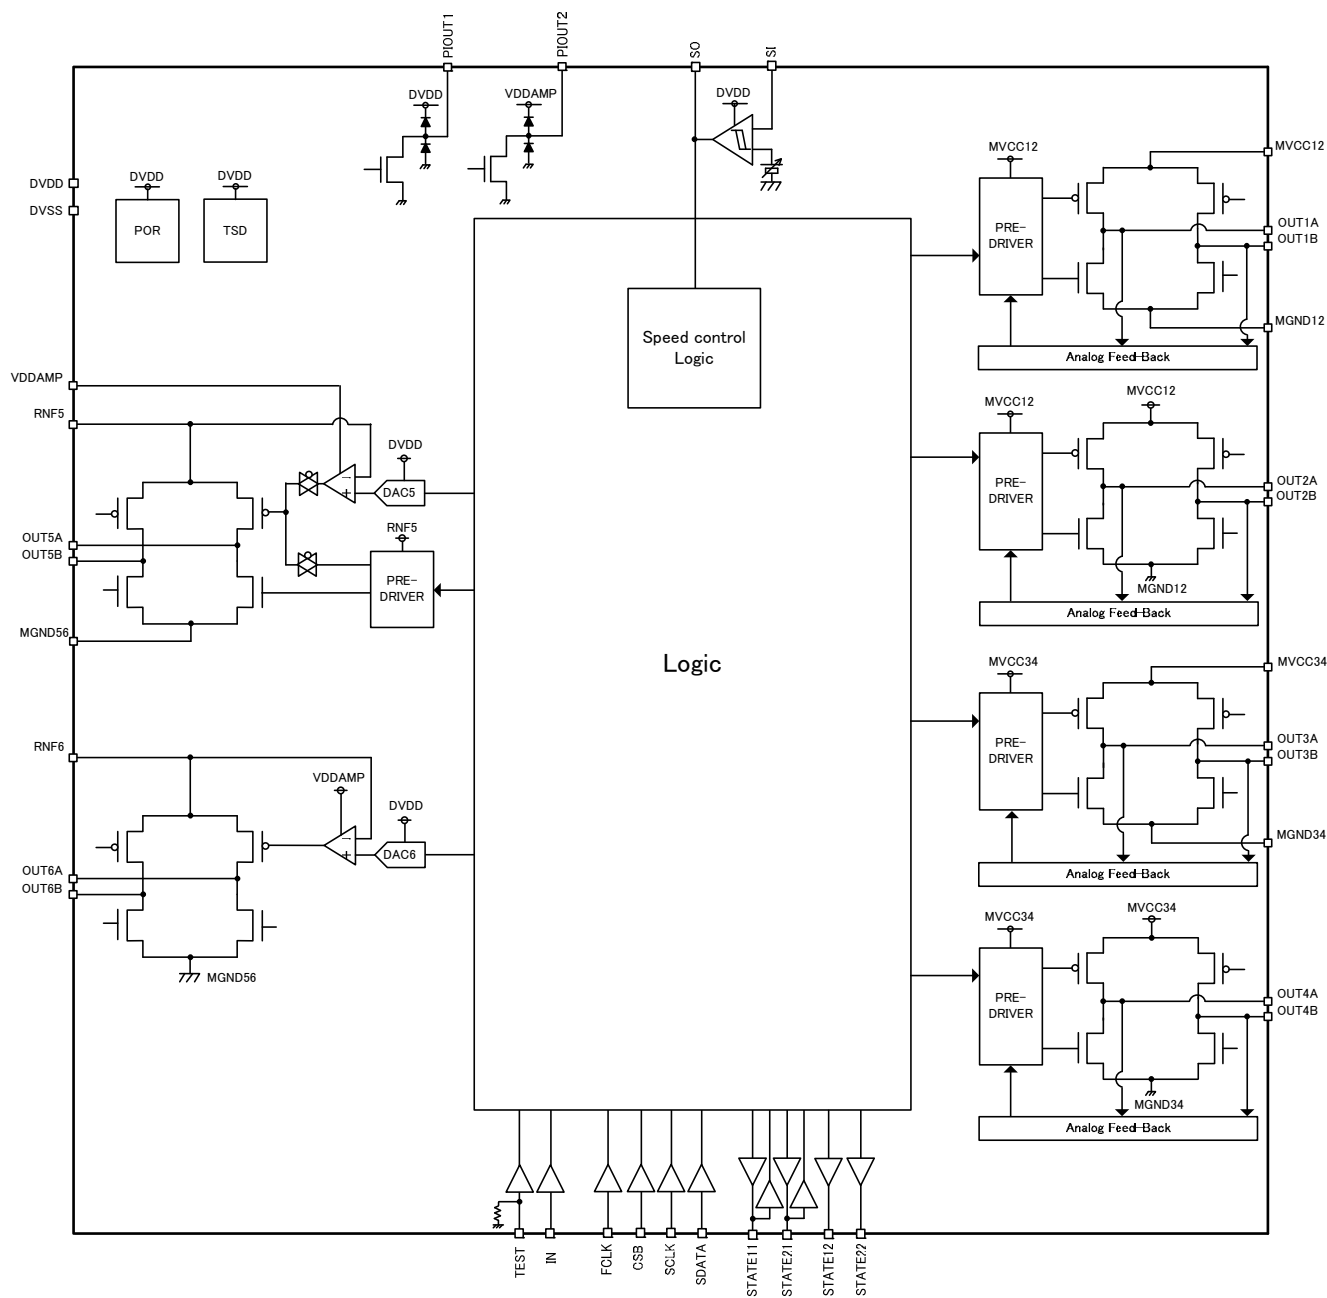 PIOUT1
PIOUT2
SO
SI
DVDD
VDDAMP
DVDD
MVCC12
MVCC12
DVDD
DVSS
DVDD
DVDD
POR
TSD
PRE-
DRIVER
OUT1A
OUT1B
MGND12
Analog Feed-Back
Speed control
Logic
VDDAMP
RNF5
DVDD
DAC5
RNF5
OUT5A
OUT5B
PRE-
DRIVER
MGND56
MVCC12
MVCC12
PRE-
DRIVER
OUT2A
OUT2B
MGND12
Analog Feed-Back
Logic
MVCC34
MVCC34
PRE-
DRIVER
OUT3A
OUT3B
MGND34
Analog Feed-Back
RNF6
VDDAMP
DVDD
DAC6
OUT6A
OUT6B
MGND56
MVCC34
MVCC34
PRE-
DRIVER
OUT4A
OUT4B
MGND34
Analog Feed-Back
TEST
IN
FCLK
CSB
SCLK
SDATA
STATE11
STATE21
STATE12
STATE22